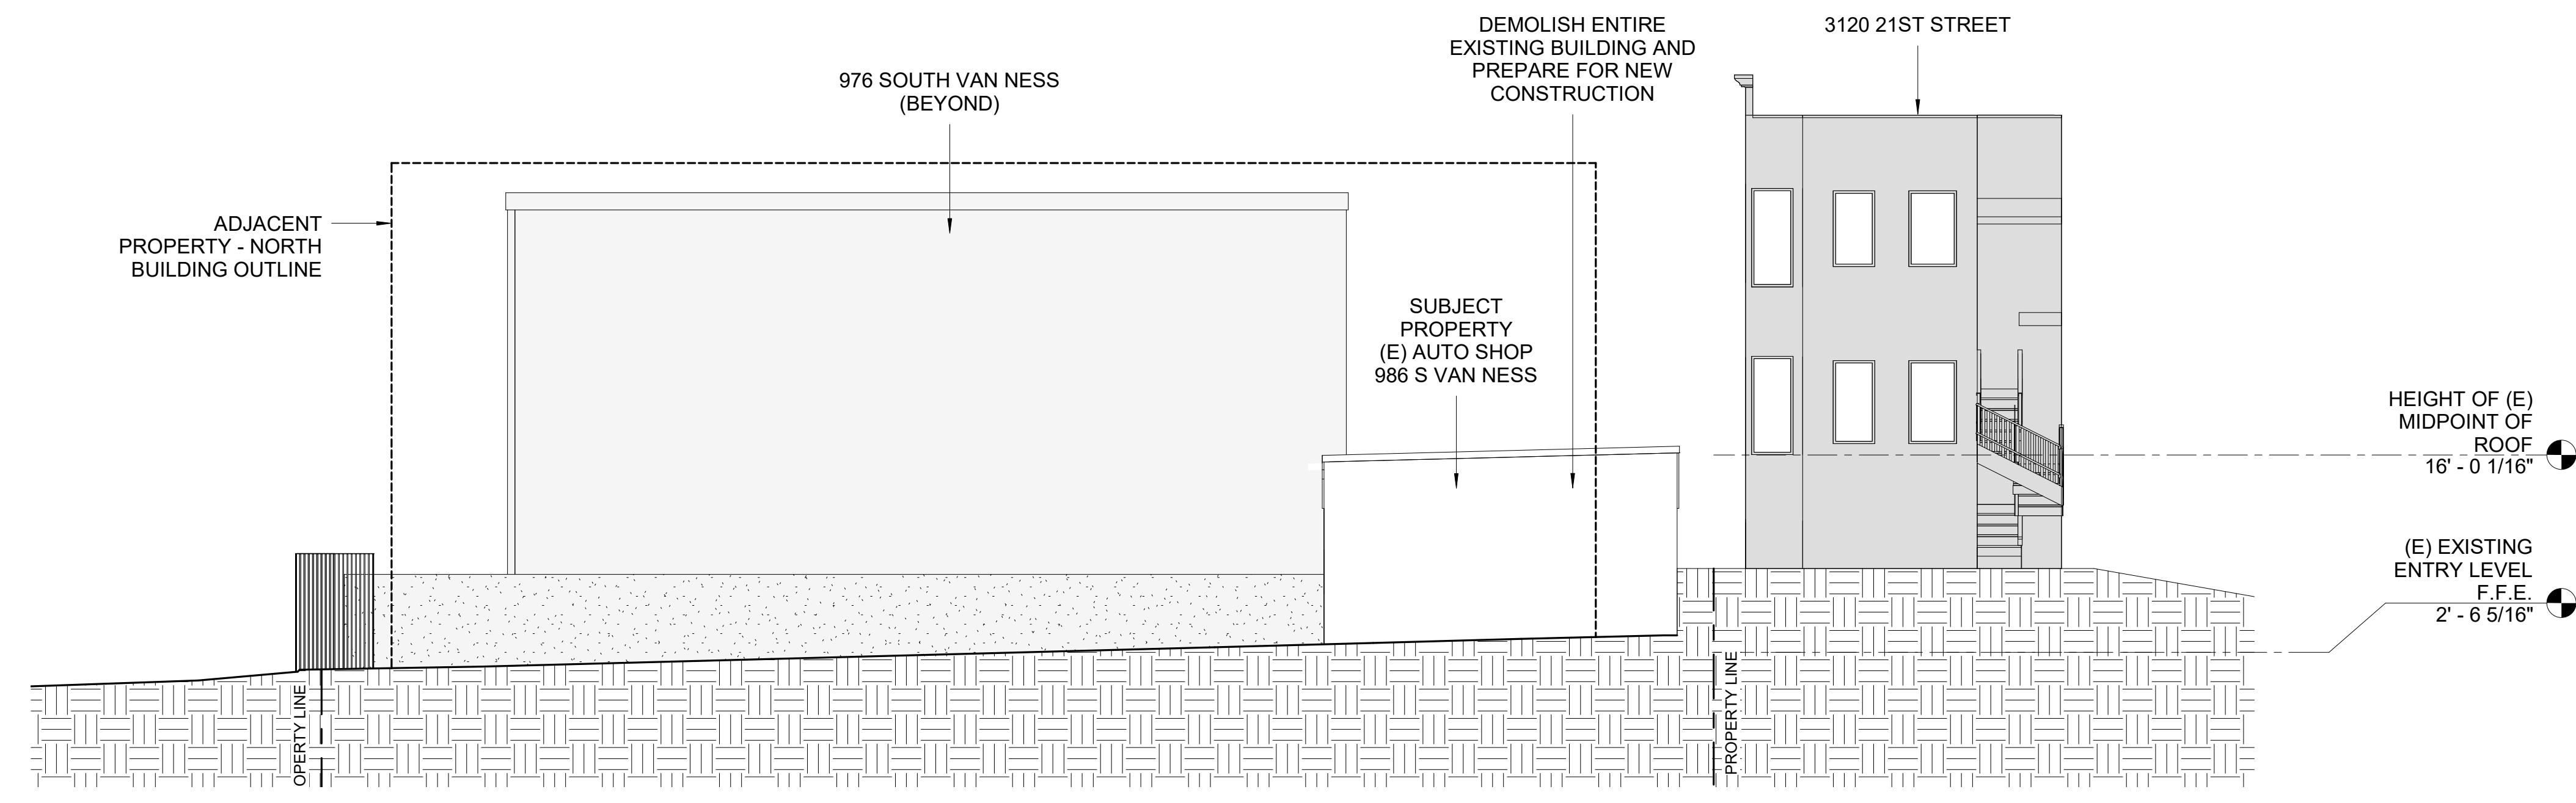 DEMOLISH ENTIRE
EXISTING BUILDING AND
PREPARE FOR NEW
CONSTRUCTION
3120 21ST STREET
976 SOUTH VAN NESS
(BEYOND)
ADJACENT
PROPERTY - NORTH
BUILDING OUTLINE
SUBJECT
PROPERTY
(E) AUTO SHOP
986 S VAN NESS
HEIGHT OF (E)
MIDPOINT OF
ROOF
16' - 0 1/16"
(E) EXISTING
ENTRY LEVEL
F.F.E.
2' - 6 5/16"
OPERTY LINE
PROPERTY LINE